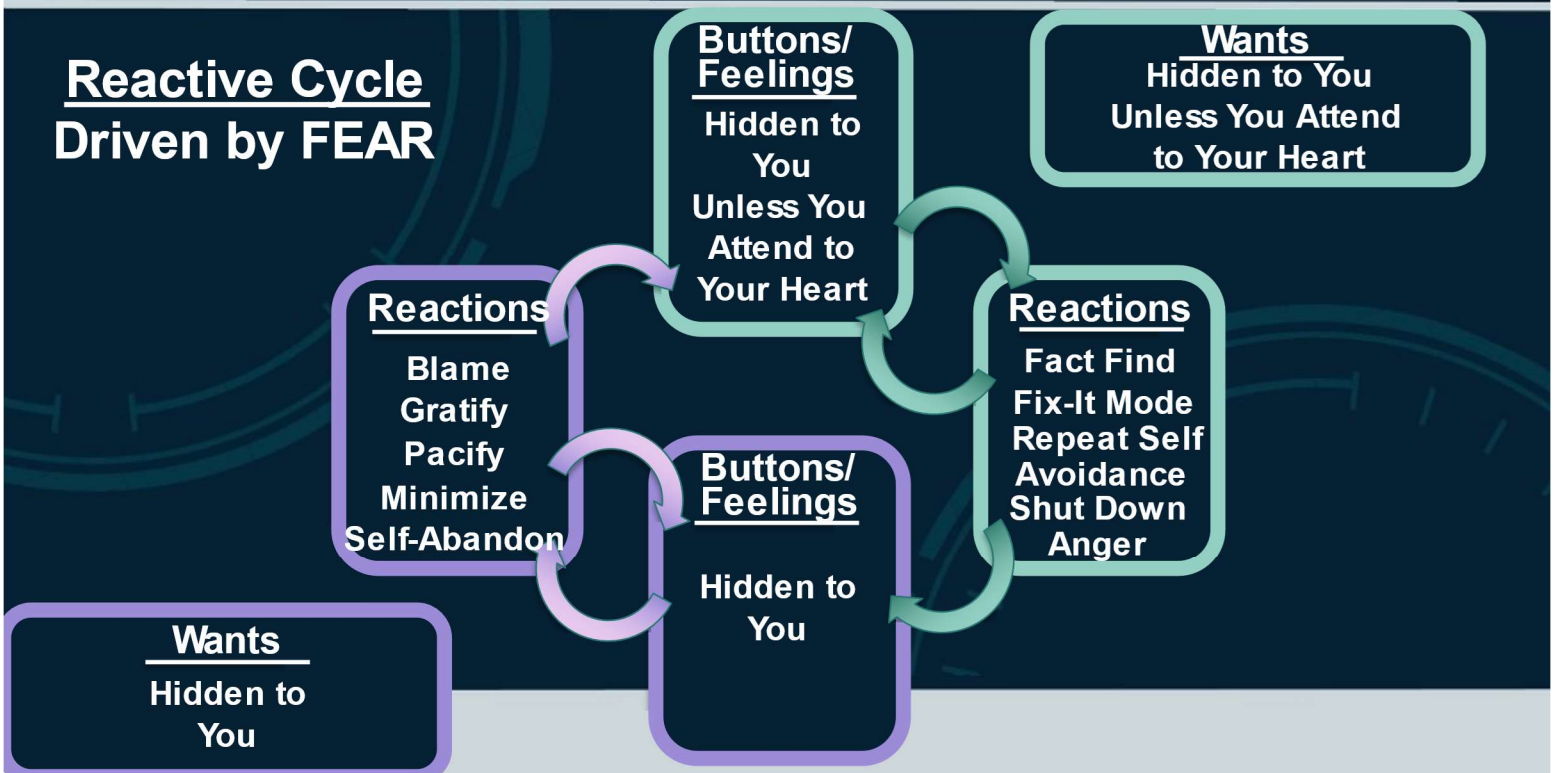 Reactive Cycle
Driven by FEAR
Buttons/
Feelings
Hidden to
You
Unless You
Attend to
Your Heart
Wants
Hidden to You
Unless You Attend
to Your Heart
Reactions
Blame
Gratify
Pacify
Minimize
Self-Abandon
Buttons/
Feelings
Hidden to
You
Reactions
Fact Find
Fix-It Mode
Repeat Self
Avoidance
Shut Down
Anger
Wants
Hidden to
You